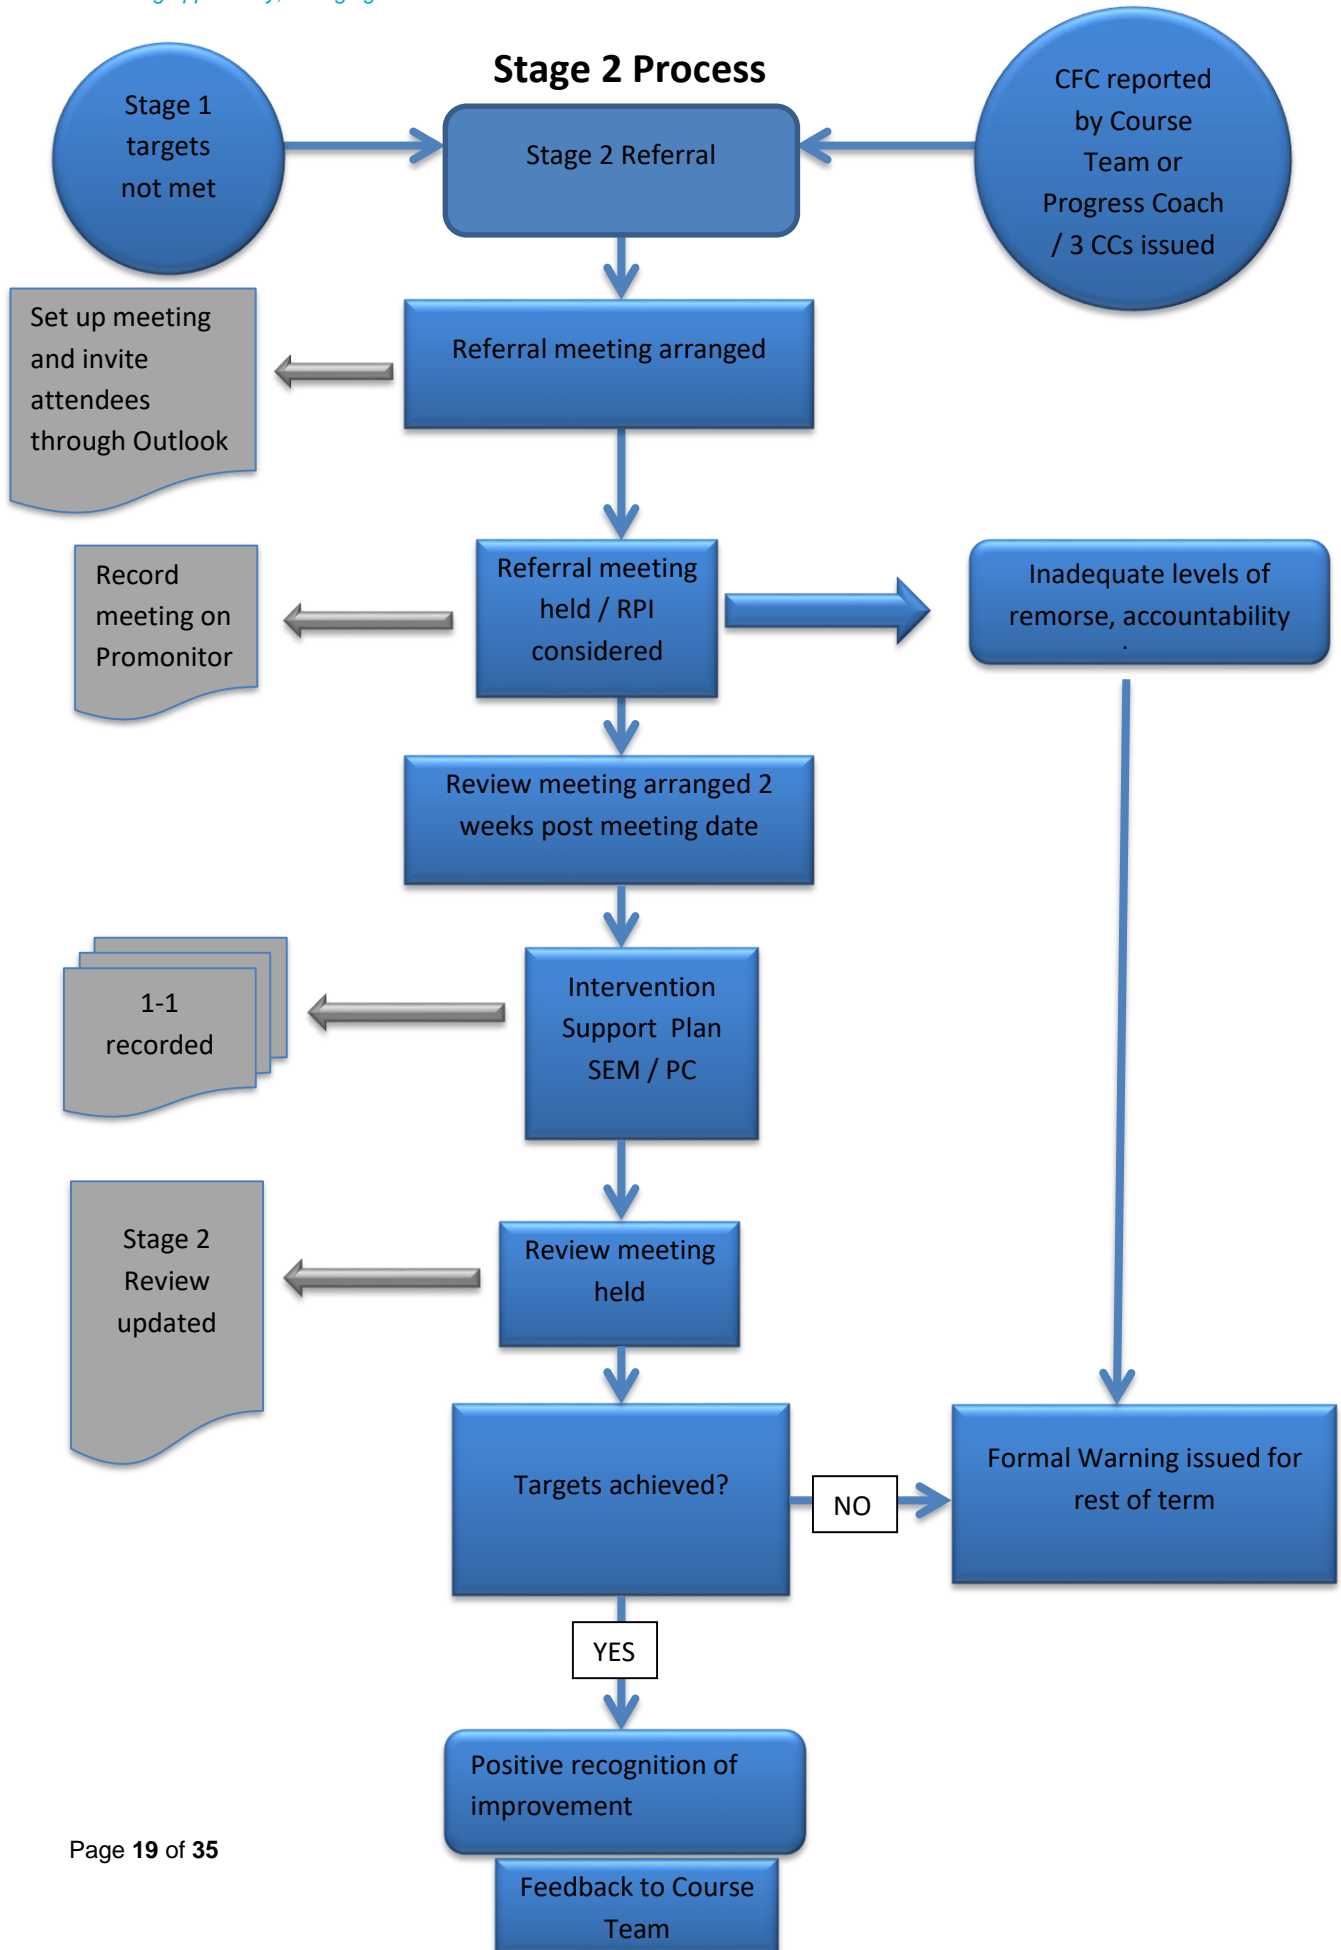 Stage 2 Process
Stage 1
targets
not met
Stage 2 Referral
CFC reported
by Course
Team or
Progress Coach
/ 3 CCs issued
Set up meeting
and invite
attendees
through Outlook
Referral meeting arranged
Record
meeting on
Promonitor
Referral meeting
held / RPI
considered
Inadequate levels of
remorse, accountability
.
Review meeting arranged 2
weeks post meeting date
1-1
recorded
Intervention
Support Plan
SEM / PC
Stage 2
Review
updated
Review meeting
held
Targets achieved?
NO
Formal Warning issued for
rest of term
YES
Positive recognition of
improvement
Page 19 of 35
Feedback to Course
Team